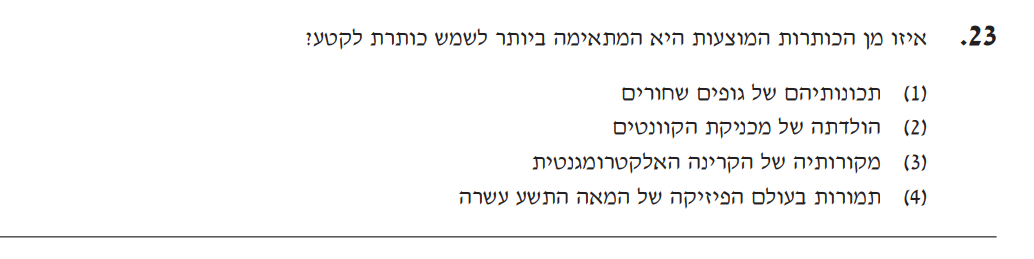 23. איזו מן הכותרות המוצעות היא המתאימה ביותר לשמש כותרת לקטע?
(1) תכונותיהם של גופים שחורים
(2) הולדתה של מכניקת הקוונטים
(3) מקורותיה של הקרינה האלקטרומגנטית
(4) תמורות בעולם הפיזיקה של המאה התשע עשרה